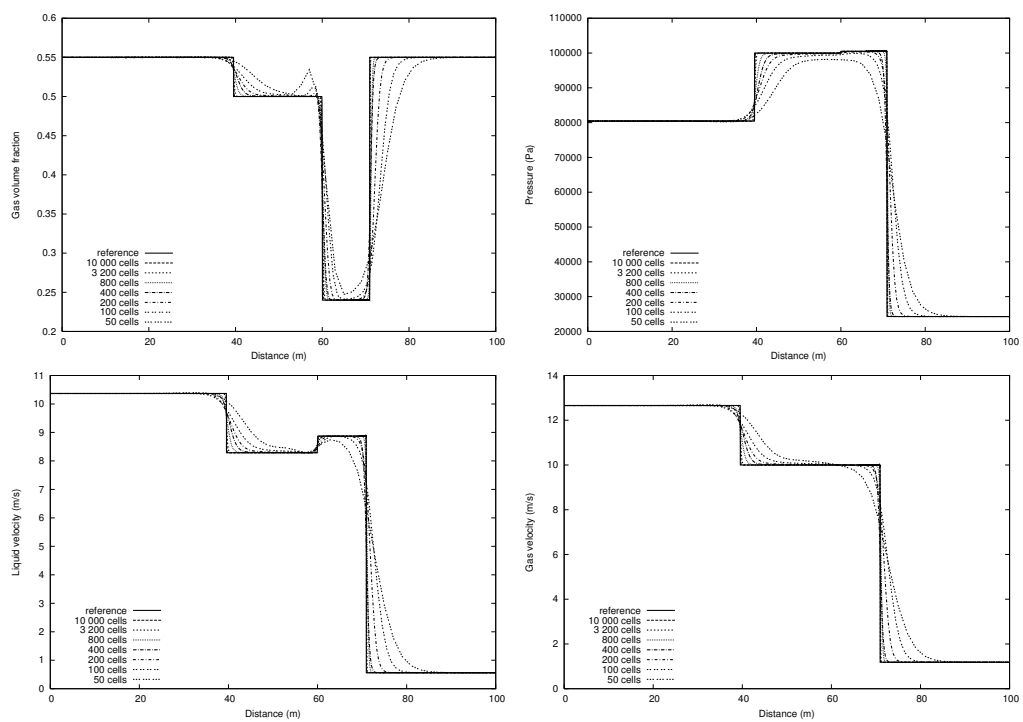 0.6
0.55
0.5
0.45
0.4
0.35
0.3
0.25
0.2
Gas volume fraction
reference
10 000 cells
3 200 cells
800 cells
400 cells
200 cells
100 cells
50 cells
0 20 40 60 80 100
Distance (m)
110000
100000
90000
80000
70000
60000
50000
40000
30000
20000
Pressure (Pa)
reference
10 000 cells
3 200 cells
800 cells
400 cells
200 cells
100 cells
50 cells
0 20 40 60 80 100
Distance (m)
11
10
9
8
7
6
5
4
3
2
1
0
Liquid velocity (m/s)
reference
10 000 cells
3 200 cells
800 cells
400 cells
200 cells
100 cells
50 cells
0 20 40 60 80 100
Distance (m)
14
12
10
8
6
4
2
0
Gas velocity (m/s)
reference
10 000 cells
3 200 cells
800 cells
400 cells
200 cells
100 cells
50 cells
0 20 40 60 80 100
Distance (m)